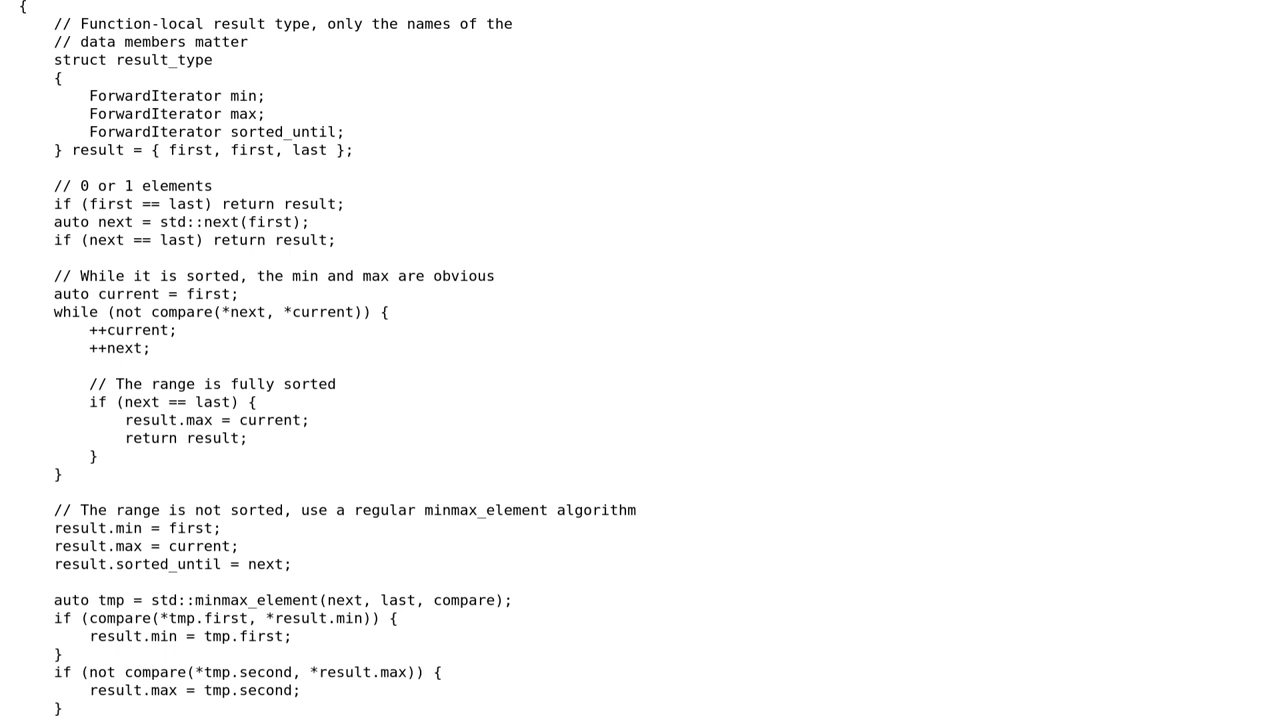 {
    // Function-local result type, only the names of the
    // data members matter
    struct result_type
    {
        ForwardIterator min;
        ForwardIterator max;
        ForwardIterator sorted_until;
    } result = { first, first, last };

    // 0 or 1 elements
    if (first == last) return result;
    auto next = std::next(first);
    if (next == last) return result;

    // While it is sorted, the min and max are obvious
    auto current = first;
    while (not compare(*next, *current)) {
        ++current;
        ++next;

        // The range is fully sorted
        if (next == last) {
            result.max = current;
            return result;
        }
    }

    // The range is not sorted, use a regular minmax_element algorithm
    result.min = first;
    result.max = current;
    result.sorted_until = next;

    auto tmp = std::minmax_element(next, last, compare);
    if (compare(*tmp.first, *result.min)) {
        result.min = tmp.first;
    }
    if (not compare(*tmp.second, *result.max)) {
        result.max = tmp.second;
    }